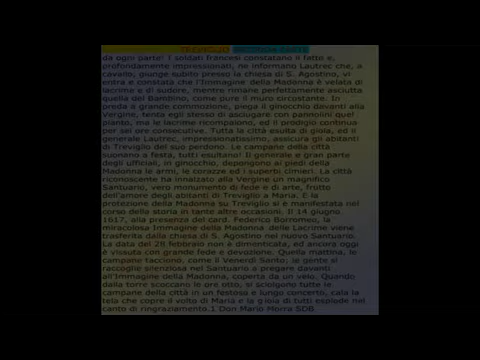 TREVIGLIO SECONDA PARTE
da ogni parte! I soldati francesi constatano il fatto e,
profondamente impressionati, ne informano Lautrec che, a
cavallo, giunge subito presso la chiesa di S. Agostino, vi
entra e constata che l'Immagine della Madonna è velata di
lacrime e di sudore, mentre rimane perfettamente asciutta
quella del Bambino, come pure il muro circostante. In
preda a grande commozione, piega il ginocchio davanti alla
Vergine, tenta egli stesso di asciugare con pannolini quel
pianto, ma le lacrime ricompaiono, ed il prodigio continua
per sei ore consecutive. Tutta la città esulta di gioia, ed il
generale Lautrec, impressionatissimo, assicura gli abitanti
di Treviglio del suo perdono. Le campane della città
suonano a festa, tutti esultano! Il generale e gran parte
degli ufficiali, in ginocchio, depongono ai piedi della
Madonna le armi, le corazze ed i superbi cimieri. La città
riconoscente ha innalzato alla Vergine un magnifico
Santuario, vero monumento di fede e di arte, frutto
dell'amore degli abitanti di Treviglio a Maria. E la
protezione della Madonna su Treviglio si è manifestata nel
corso della storia in tante altre occasioni. Il 14 giugno
1617, alla presenza del card. Federico Borromeo, la
miracolosa Immagine della Madonna delle Lacrime viene
trasferita dalla chiesa di S. Agostino nel nuovo Santuario.
La data del 28 febbraio non è dimenticata, ed ancora oggi
è vissuta con grande fede e devozione. Quella mattina, le
campane tacciono, come il Venerdì Santo; la gente si
raccoglie silenziosa nel Santuario a pregare davanti
all'Immagine della Madonna, coperta da un velo. Quando
dalla torre scoccano le ore otto, si sciolgono tutte le
campane della città in un festoso e lungo concerto, cala la
tela che copre il volto di Maria e la gioia di tutti esplode nel
canto di ringraziamento.1 Don Mario Morra SDB